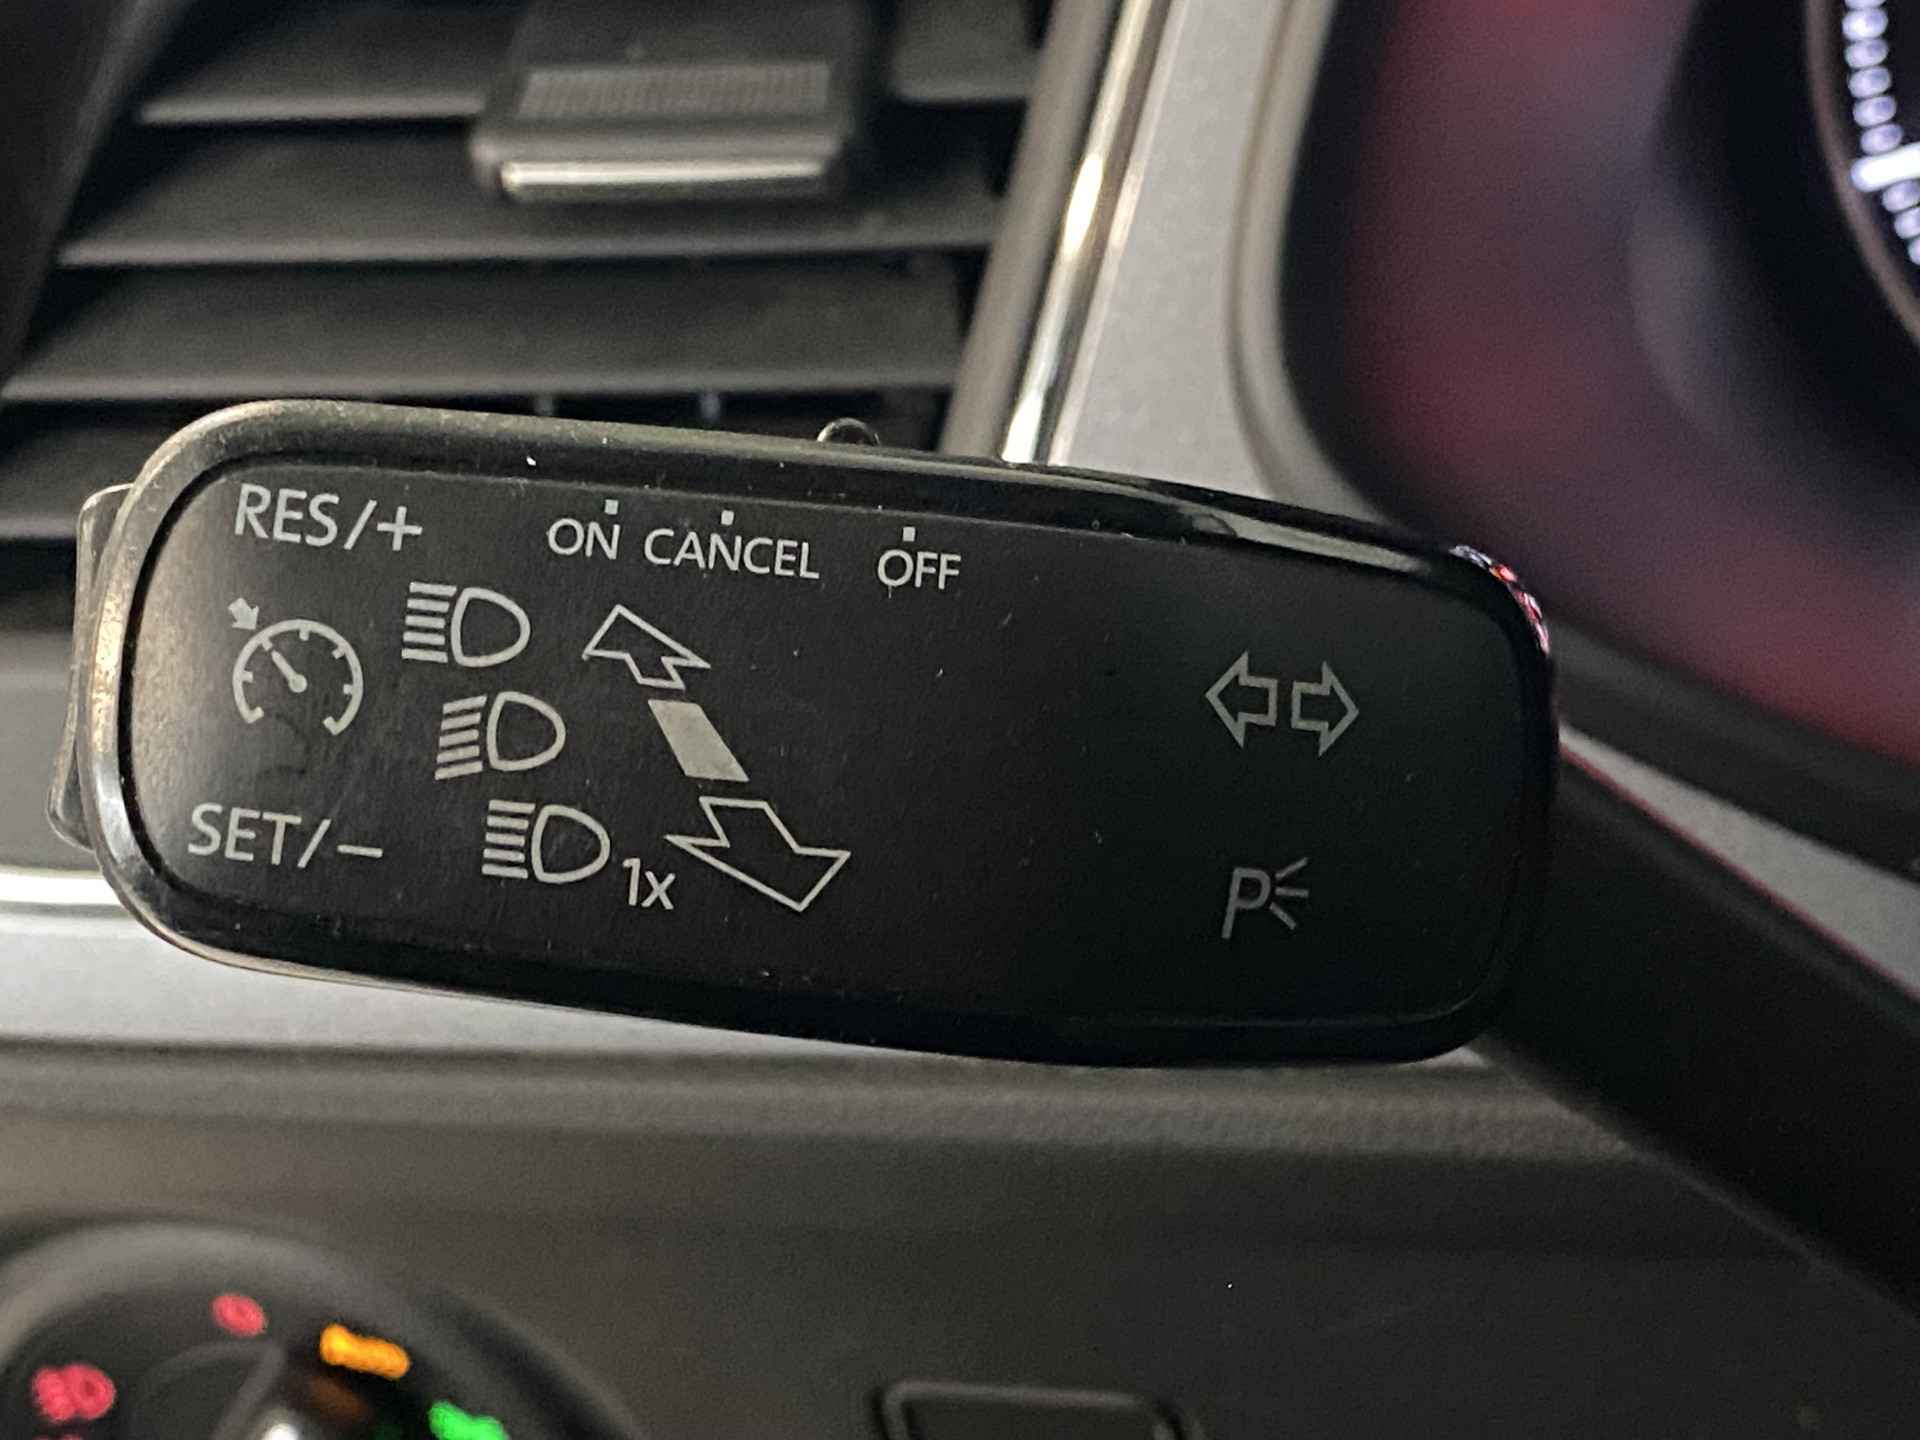 RES/+
ON CANCEL OFF
SET/−
1x
P